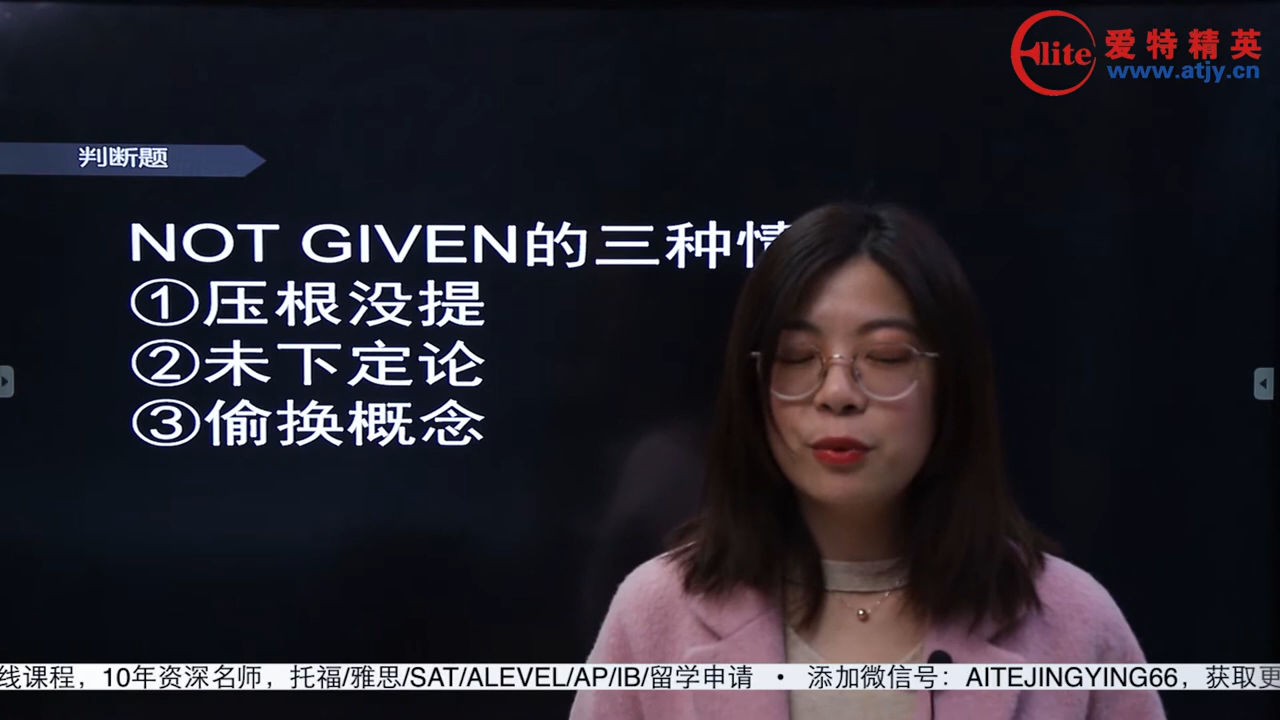 Elite 爱特精英
www.atjy.cn
判断题
NOT GIVEN的三种情
①压根没提
②未下定论
③偷换概念
线课程，10年资深名师，托福/雅思/SAT/ALEVEL/AP/IB/留学申请 • 添加微信号：AITEJINGYING66，获取更